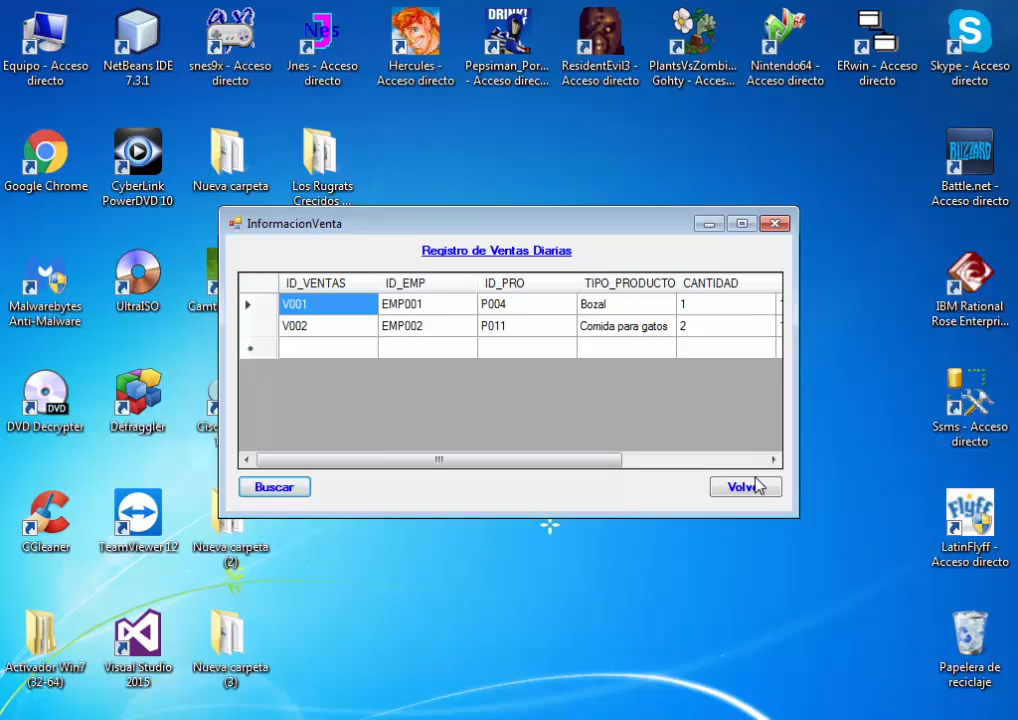 Equipo - Acceso directo
NetBeans IDE 7.3.1
snes9x - Acceso directo
Jnes - Acceso directo
Hercules - Acceso directo
Pepsiman_Por... - Acceso direc...
ResidentEvil3 - Acceso directo
PlantsVsZombi... Gohty - Acces...
Nintendo64 - Acceso directo
ERwin - Acceso directo
Skype - Acceso directo
Google Chrome
CyberLink PowerDVD 10
Nueva carpeta
Los Rugrats Crecidos ...
BLIZZARD
Battle.net - Acceso directo
InformacionVenta
Registro de Ventas Diarias
ID_VENTAS ID_EMP ID_PRO TIPO_PRODUCTO CANTIDAD
V001 EMP001 P004 Bozal 1
V002 EMP002 P011 Comida para gatos 2
Buscar
Malwarebytes Anti-Malware
UltraISO
IBM Rational Rose Enterpri...
DVD
DVD Decrypter
Defraggler
Ssms - Acceso directo
CCleaner
TeamViewer 12
Nueva carpeta (2)
Flyff
LatinFlyff - Acceso directo
Activador Win7 (32-64)
Visual Studio 2015
Nueva carpeta (3)
Papelera de reciclaje